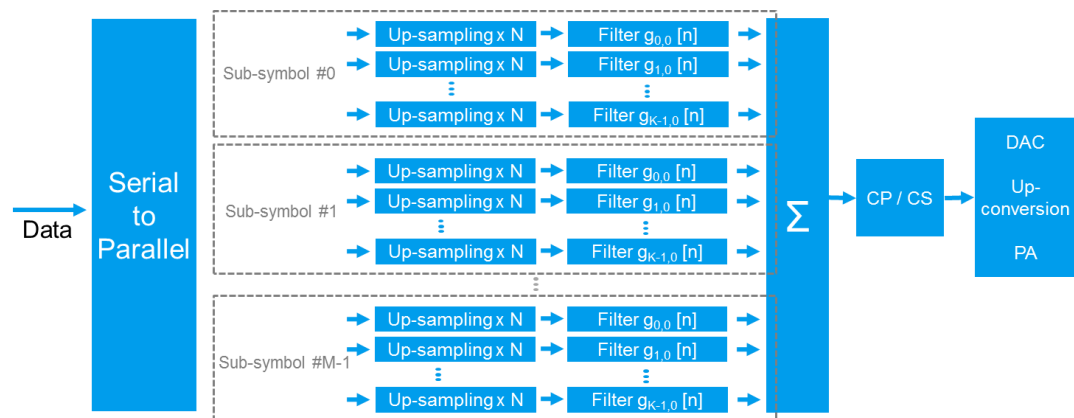 Data
Serial
to
Parallel
Sub-symbol #0
Up-sampling x N
Filter g0,0 [n]
Up-sampling x N
Filter g1,0 [n]
Up-sampling x N
Filter gK-1,0 [n]
Sub-symbol #1
Up-sampling x N
Filter g0,0 [n]
Up-sampling x N
Filter g1,0 [n]
Up-sampling x N
Filter gK-1,0 [n]
Sub-symbol #M-1
Up-sampling x N
Filter g0,0 [n]
Up-sampling x N
Filter g1,0 [n]
Up-sampling x N
Filter gK-1,0 [n]
Σ
CP / CS
DAC
Up-
conversion
PA